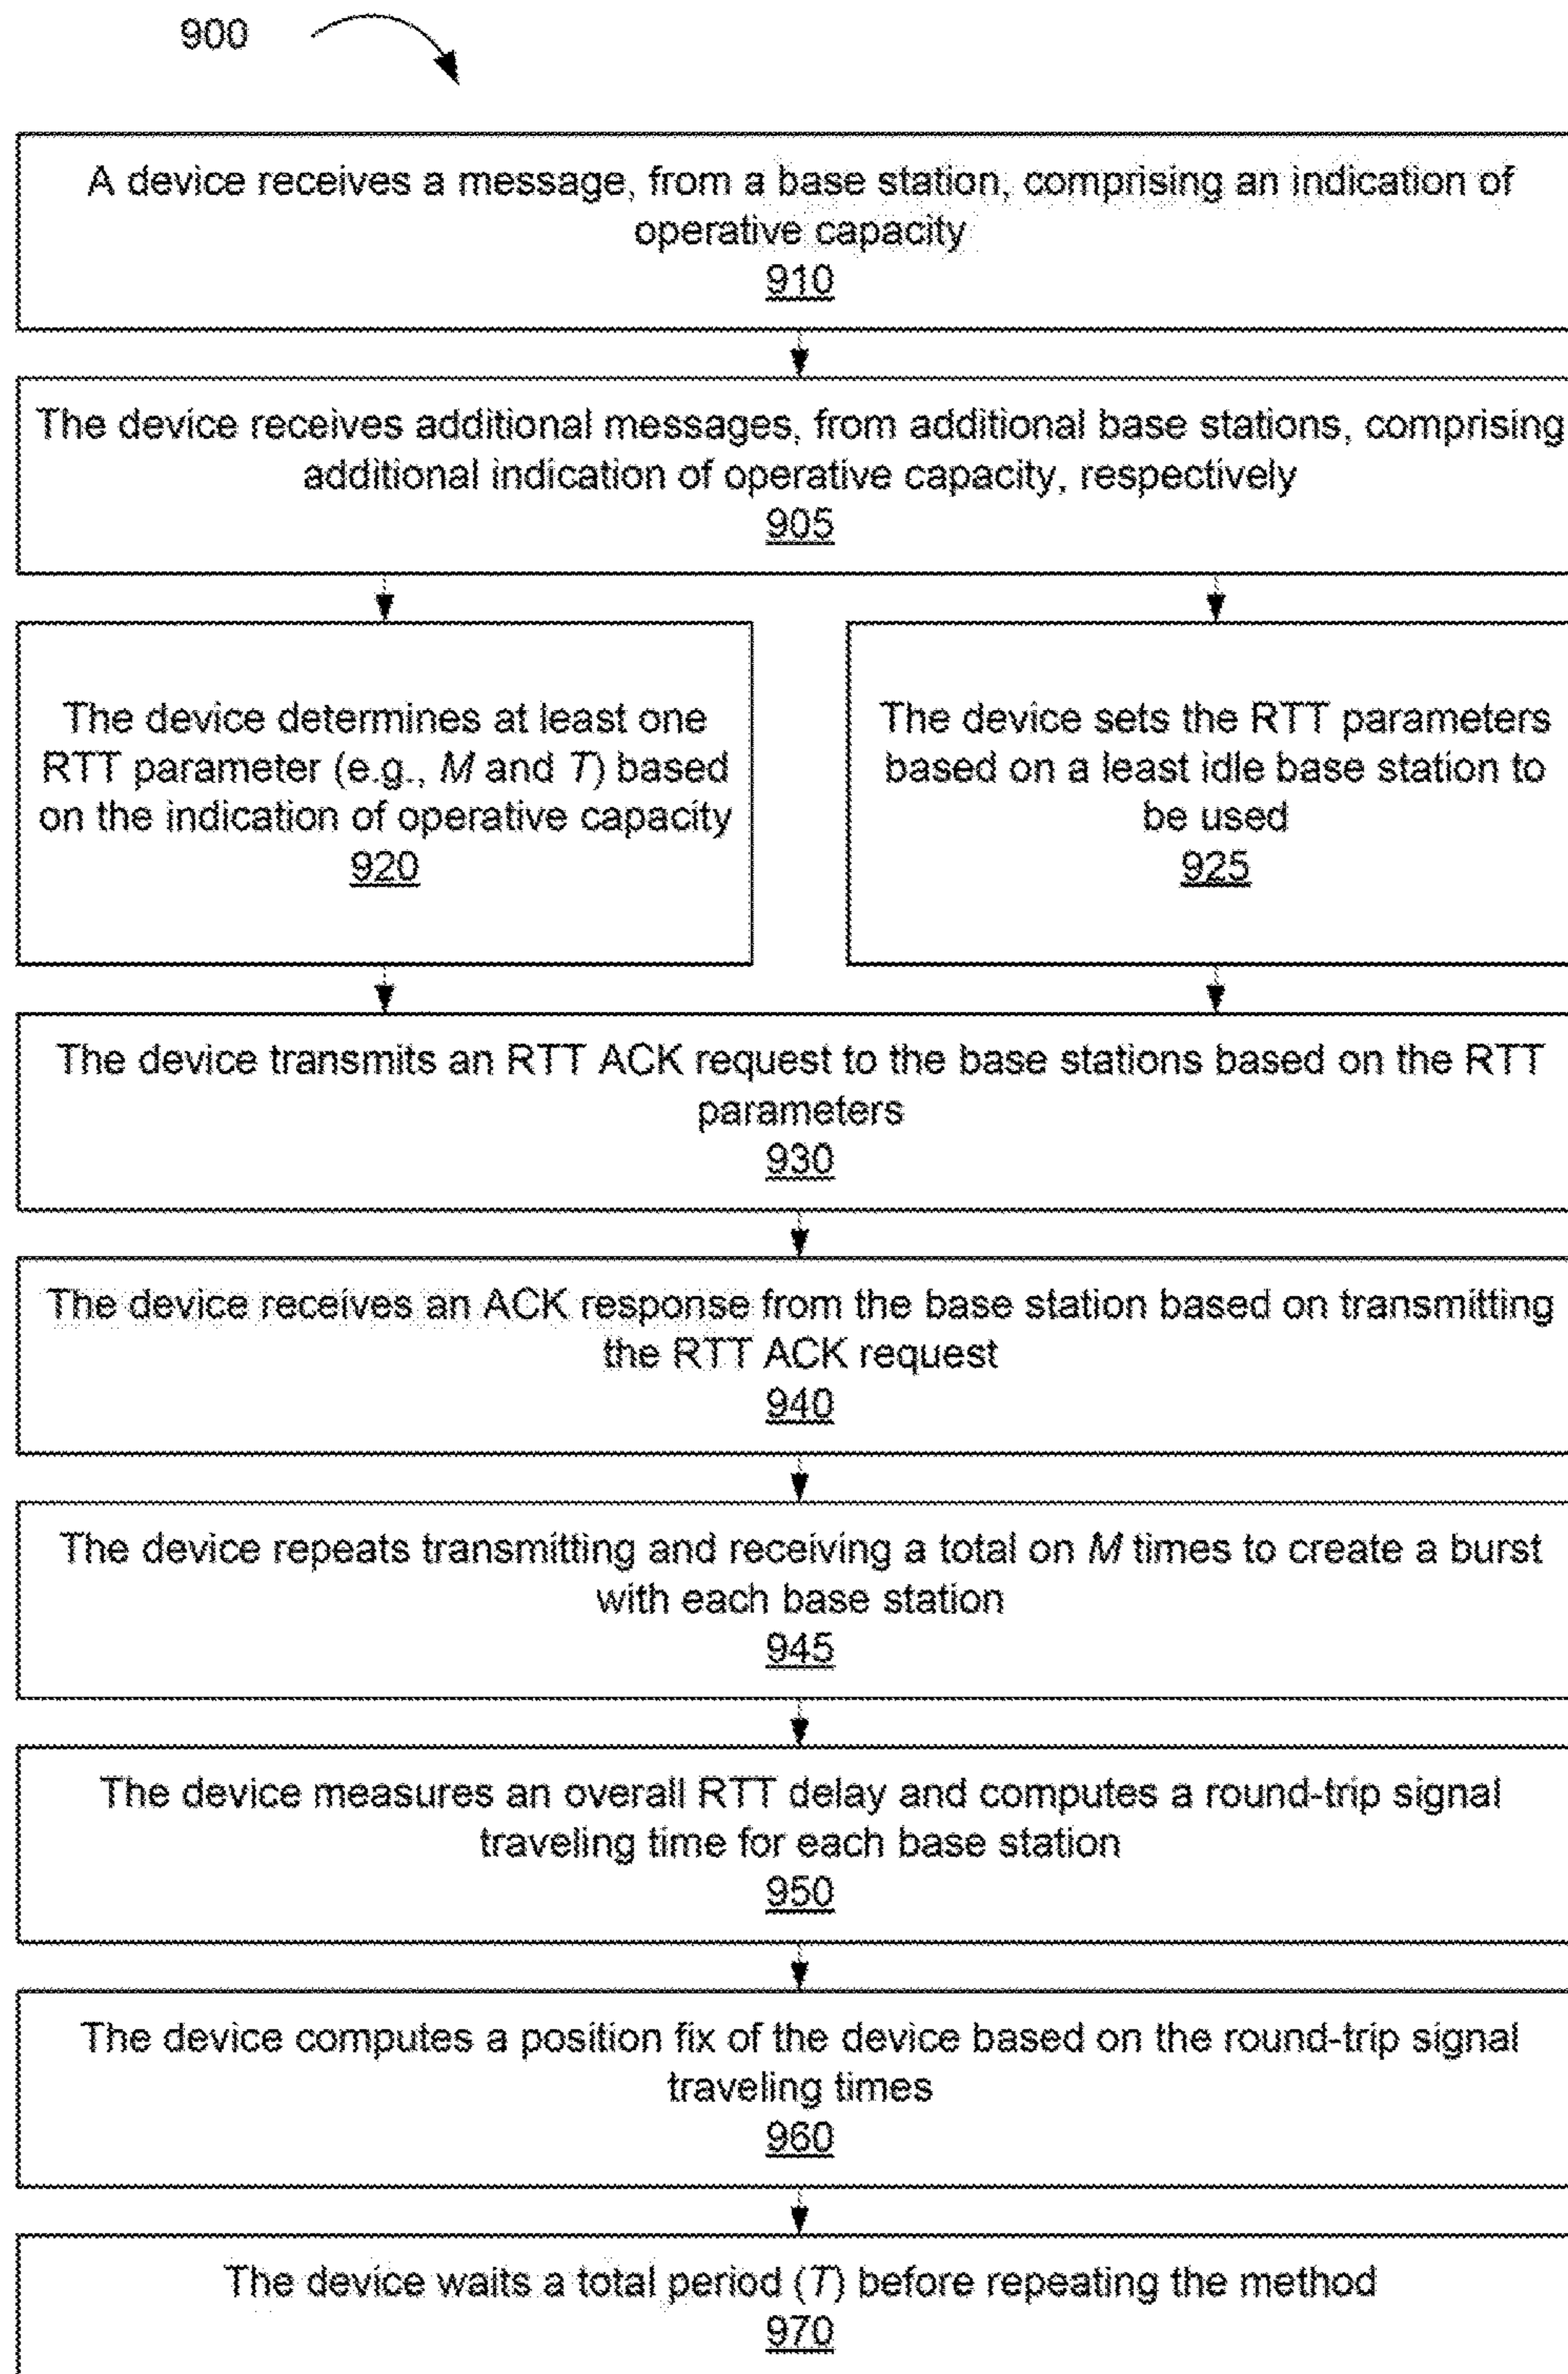 900
A device receives a message, from a base station, comprising an indication of
operative capacity
910
The device receives additional messages, from additional base stations, comprising
additional indication of operative capacity, respectively
905
The device determines at least one
RTT parameter (e.g., M and T) based
on the indication of operative capacity
920
The device sets the RTT parameters
based on a least idle base station to
be used
925
The device transmits an RTT ACK request to the base stations based on the RTT
parameters
930
The device receives an ACK response from the base station based on transmitting
the RTT ACK request
940
The device repeats transmitting and receiving a total on M times to create a burst
with each base station
945
The device measures an overall RTT delay and computes a round-trip signal
traveling time for each base station
950
The device computes a position fix of the device based on the round-trip signal
traveling times
960
The device waits a total period (T) before repeating the method
970